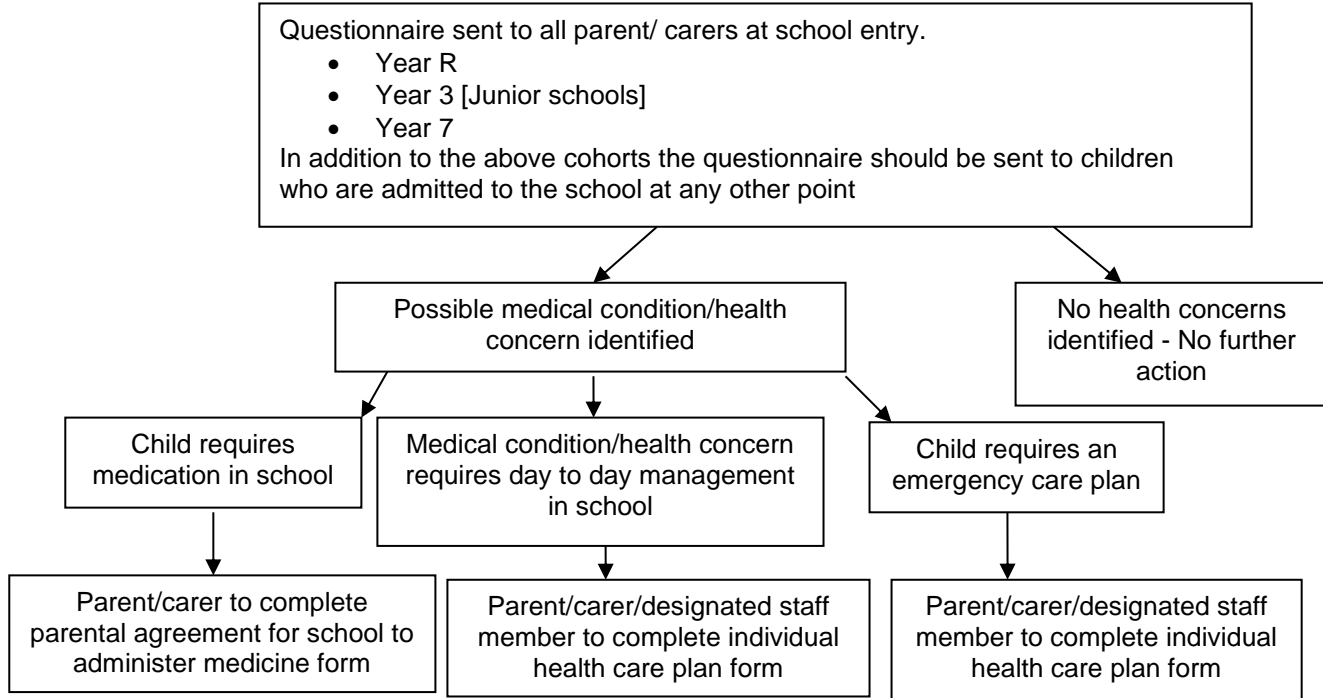 Questionnaire sent to all parent/ carers at school entry.
• Year R
• Year 3 [Junior schools]
• Year 7
In addition to the above cohorts the questionnaire should be sent to children
who are admitted to the school at any other point
Possible medical condition/health
concern identified
No health concerns
identified - No further
action
Child requires
medication in school
Medical condition/health concern
requires day to day management
in school
Child requires an
emergency care plan
Parent/carer to complete
parental agreement for school to
administer medicine form
Parent/carer/designated staff
member to complete individual
health care plan form
Parent/carer/designated staff
member to complete individual
health care plan form